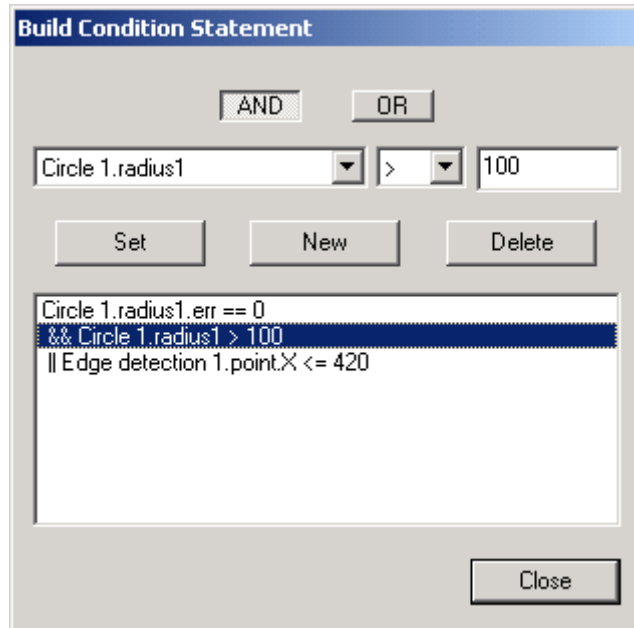 Build Condition Statement
AND OR
Circle 1.radius1 > 100
Set New Delete
Circle 1.radius1.err == 0
&& Circle 1.radius1 > 100
|| Edge detection 1.point.X <= 420
Close